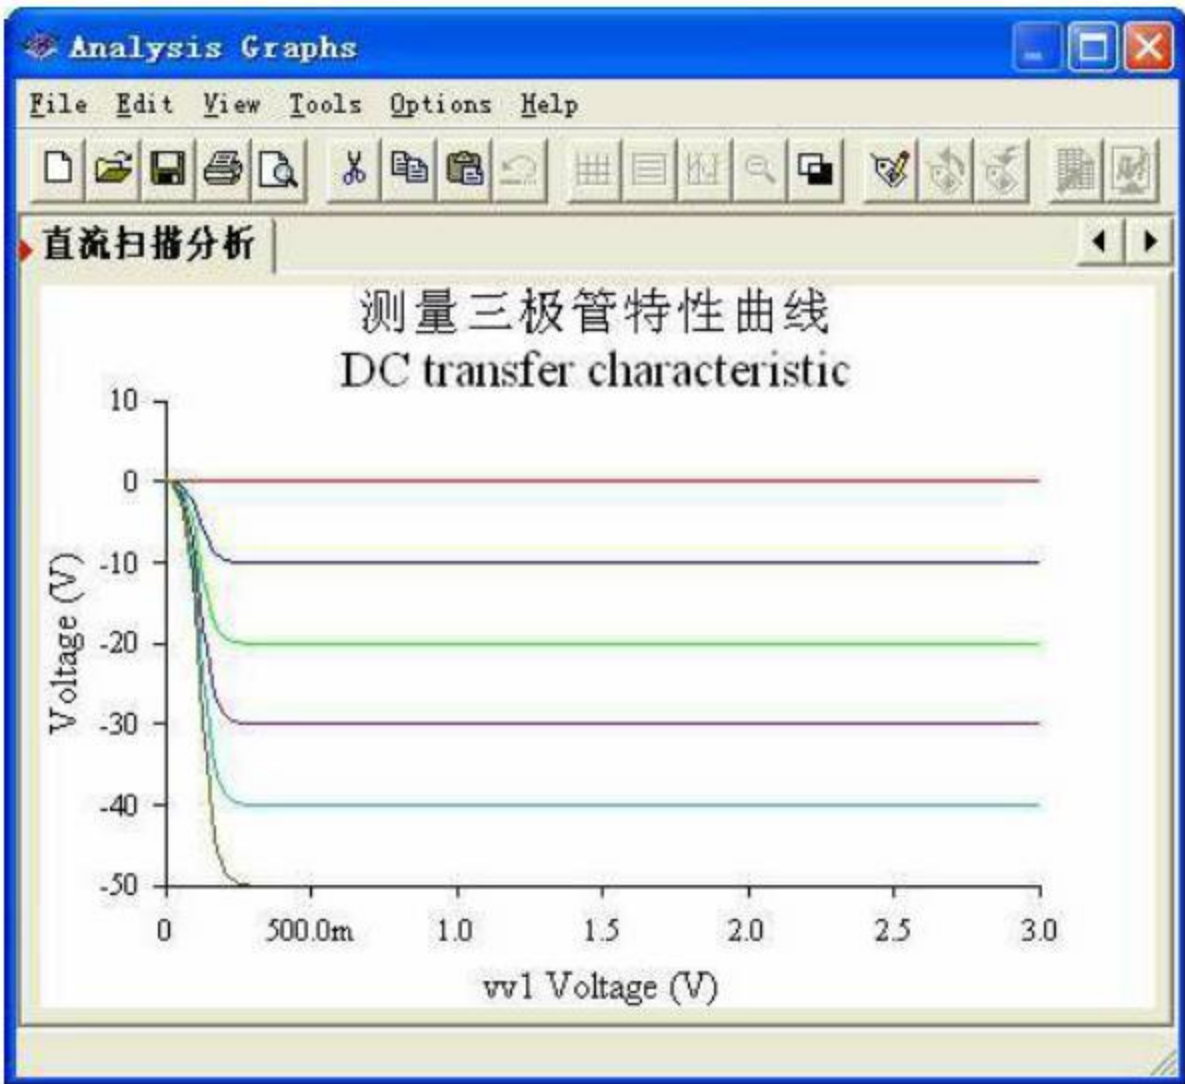 Analysis Graphs
File Edit View Tools Options Help
直流扫描分析
测量三极管特性曲线
DC transfer characteristic
10
0
-10
-20
-30
-40
-50
Voltage (V)
0 500.0m 1.0 1.5 2.0 2.5 3.0
vv1 Voltage (V)